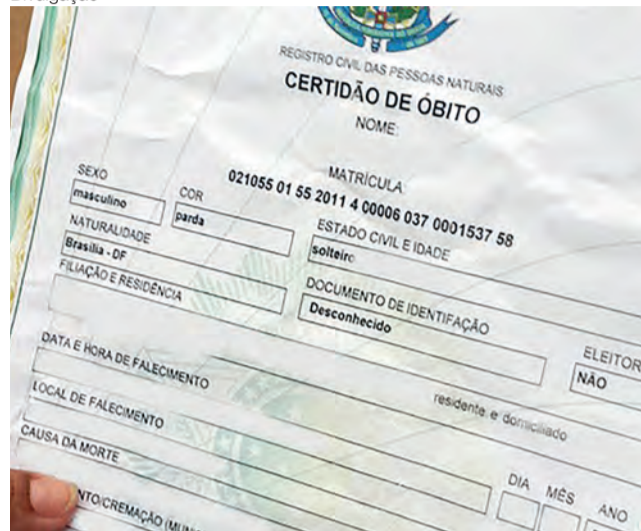 REGISTRO CIVIL DAS PESSOAS NATURAIS
CERTIDÃO DE ÓBITO
NOME:
MATRÍCULA:
021055 01 55 2011 4 00006 037 0001537 58
SEXO
masculino
COR
parda
ESTADO CIVIL E IDADE
solteiro
NATURALIDADE
Brasília - DF
DOCUMENTO DE IDENTIFAÇÃO
Desconhecido
ELEITOR
NÃO
FILIAÇÃO E RESIDÊNCIA
residente e domiciliado
DATA E HORA DE FALECIMENTO
DIA MÊS ANO
LOCAL DE FALECIMENTO
CAUSA DA MORTE
NTO/CREMAÇÃO (MUN